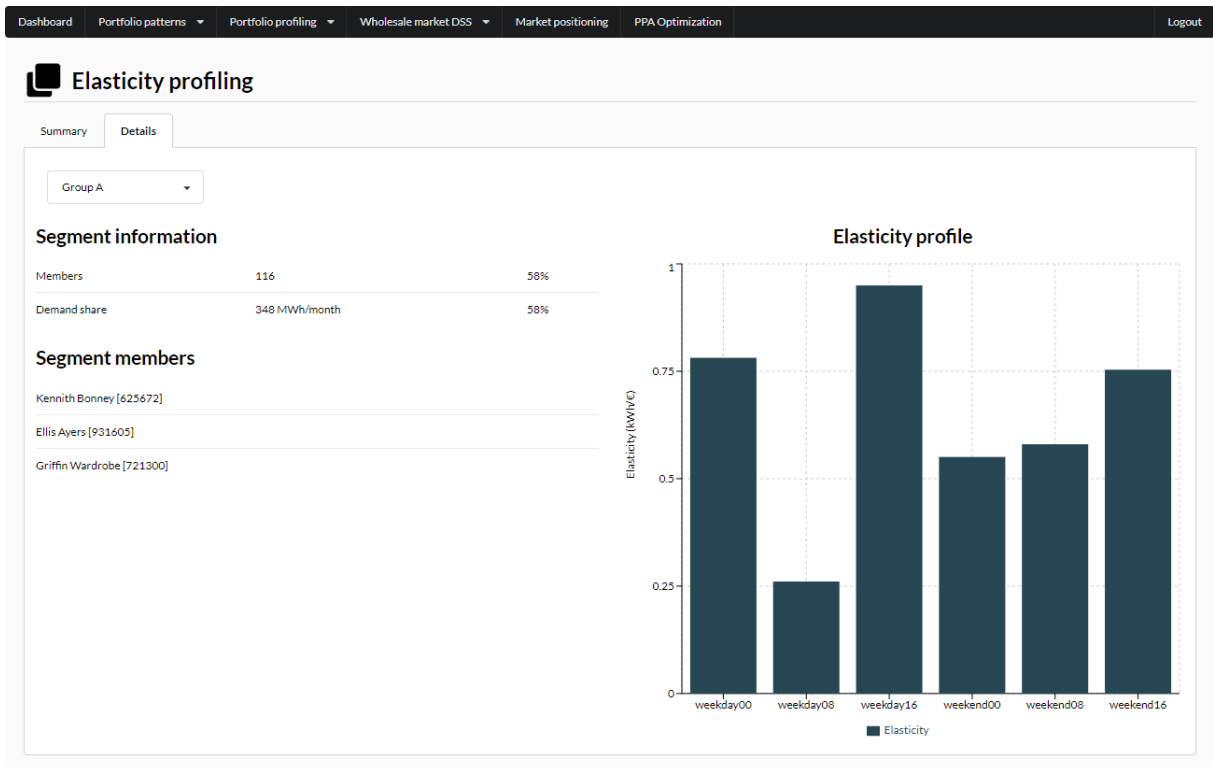 Dashboard Portfolio patterns Portfolio profiling Wholesale market DSS Market positioning PPA Optimization Logout
Elasticity profiling
Summary Details
Group A
Segment information
Members 116 58%
Demand share 348 MWh/month 58%
Segment members
Kennith Bonney [625672]
Ellis Ayers [931605]
Griffin Wardrobe [721300]
Elasticity profile
Elasticity (kWh/€)
1
0.75
0.5
0.25
0
weekday00 weekday08 weekday16 weekend00 weekend08 weekend16
Elasticity